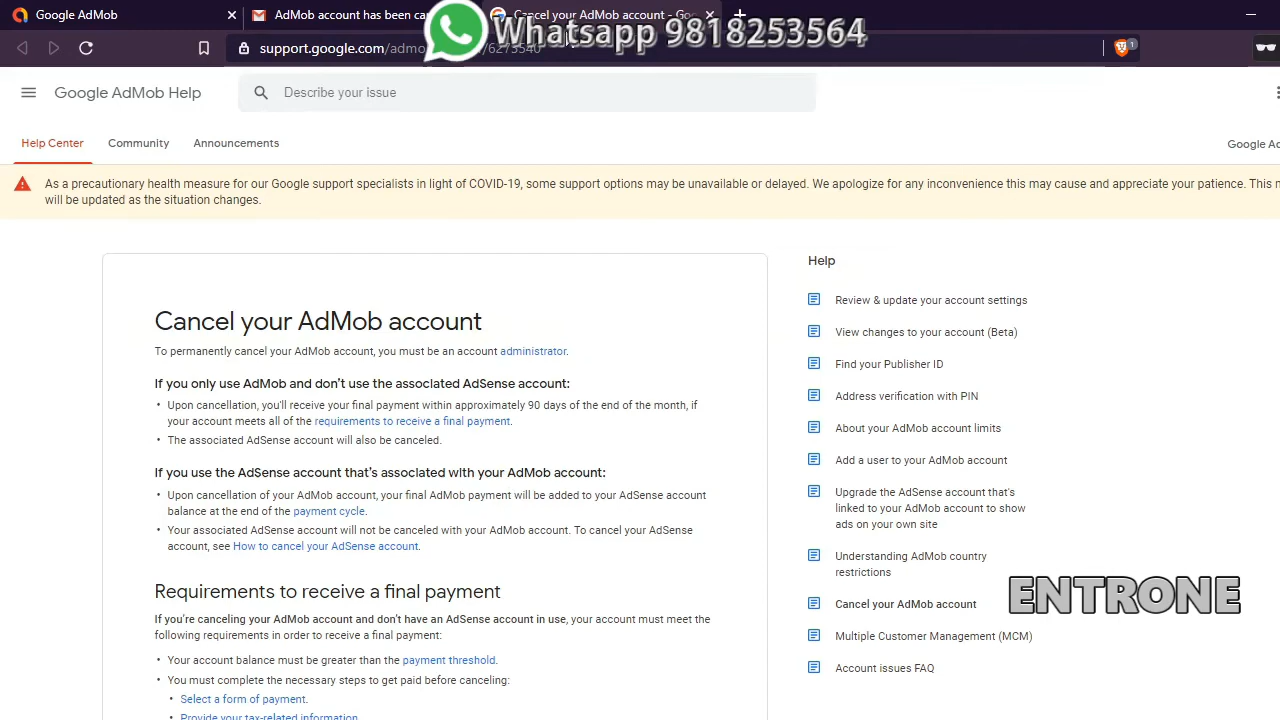 Google AdMob
AdMob account has been ca
Cancel your AdMob account - Goo
Whatsapp 9818253564
support.google.com/admo
1
Google AdMob Help
Describe your issue
Help Center
Community
Announcements
Google Ad
As a precautionary health measure for our Google support specialists in light of COVID-19, some support options may be unavailable or delayed. We apologize for any inconvenience this may cause and appreciate your patience. This m
will be updated as the situation changes.
Cancel your AdMob account
To permanently cancel your AdMob account, you must be an account administrator.
If you only use AdMob and don't use the associated AdSense account:
• Upon cancellation, you'll receive your final payment within approximately 90 days of the end of the month, if
your account meets all of the requirements to receive a final payment.
• The associated AdSense account will also be canceled.
If you use the AdSense account that's associated with your AdMob account:
• Upon cancellation of your AdMob account, your final AdMob payment will be added to your AdSense account
balance at the end of the payment cycle.
• Your associated AdSense account will not be canceled with your AdMob account. To cancel your AdSense
account, see How to cancel your AdSense account.
Requirements to receive a final payment
If you're canceling your AdMob account and don't have an AdSense account in use, your account must meet the
following requirements in order to receive a final payment:
• Your account balance must be greater than the payment threshold.
• You must complete the necessary steps to get paid before canceling:
• Select a form of payment.
• Provide your tax-related information
Help
Review & update your account settings
View changes to your account (Beta)
Find your Publisher ID
Address verification with PIN
About your AdMob account limits
Add a user to your AdMob account
Upgrade the AdSense account that's
linked to your AdMob account to show
ads on your own site
Understanding AdMob country
restrictions
Cancel your AdMob account
Multiple Customer Management (MCM)
Account issues FAQ
ENTRONE